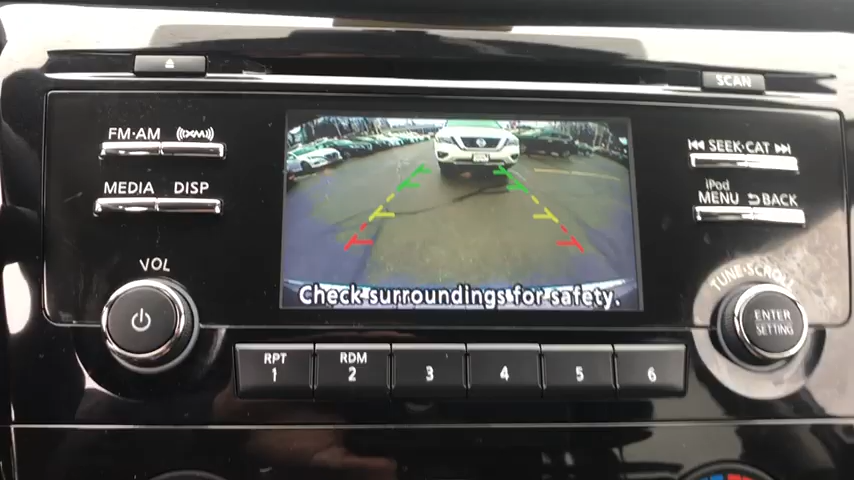 SCAN
FM·AM
((XM))
SEEK·CAT
MEDIA
DISP
iPod
MENU
BACK
VOL
TUNE·SCROLL
Check surroundings for safety.
ENTER
SETTING
RPT
1
RDM
2
3
4
5
6